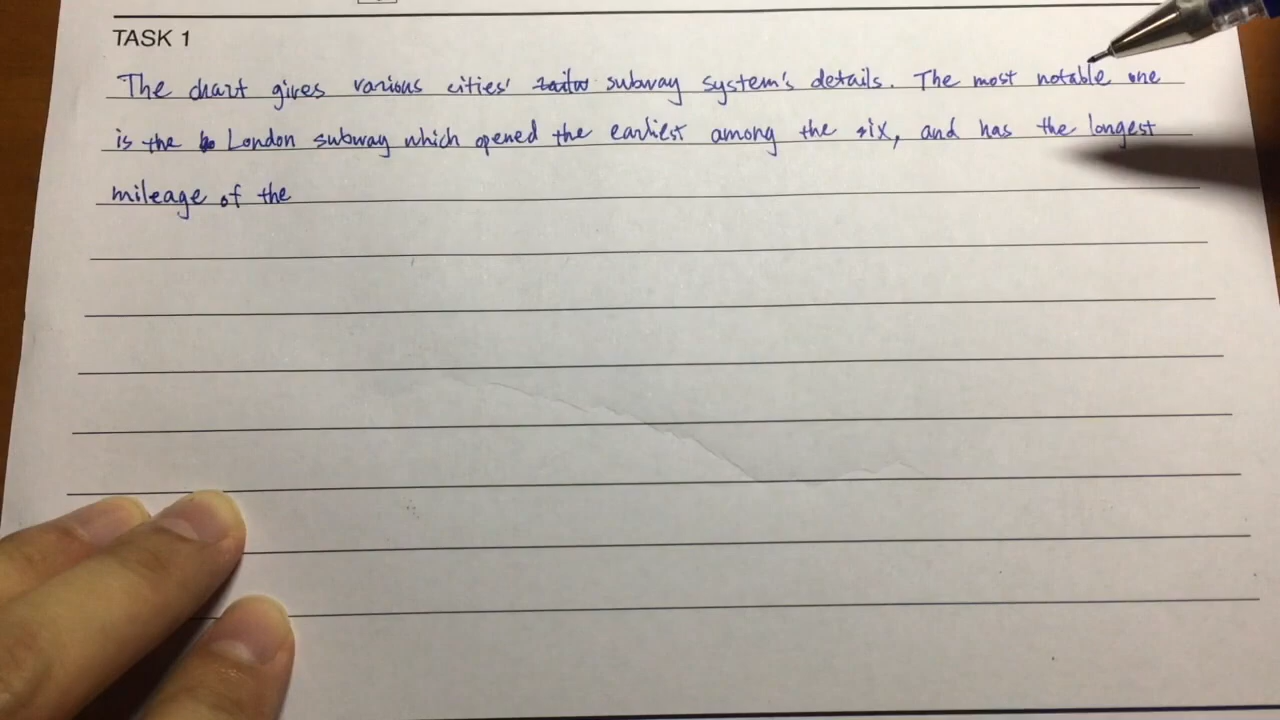 TASK 1
The chart gives various cities' subway system's details. The most notable one
is the London subway which opened the earliest among the six, and has the longest
mileage of the